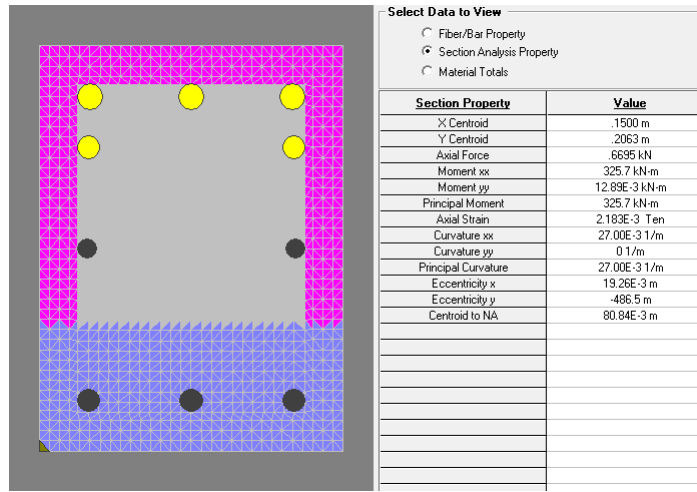 Select Data to View
Fiber/Bar Property
Section Analysis Property
Material Totals
Section Property Value
X Centroid .1500 m
Y Centroid .2063 m
Axial Force .6695 kN
Moment xx 325.7 kN-m
Moment yy 12.89E-3 kN-m
Principal Moment 325.7 kN-m
Axial Strain 2.183E-3 Ten
Curvature xx 27.00E-3 1/m
Curvature yy 0 1/m
Principal Curvature 27.00E-3 1/m
Eccentricity x 19.26E-3 m
Eccentricity y -486.5 m
Centroid to NA 80.84E-3 m